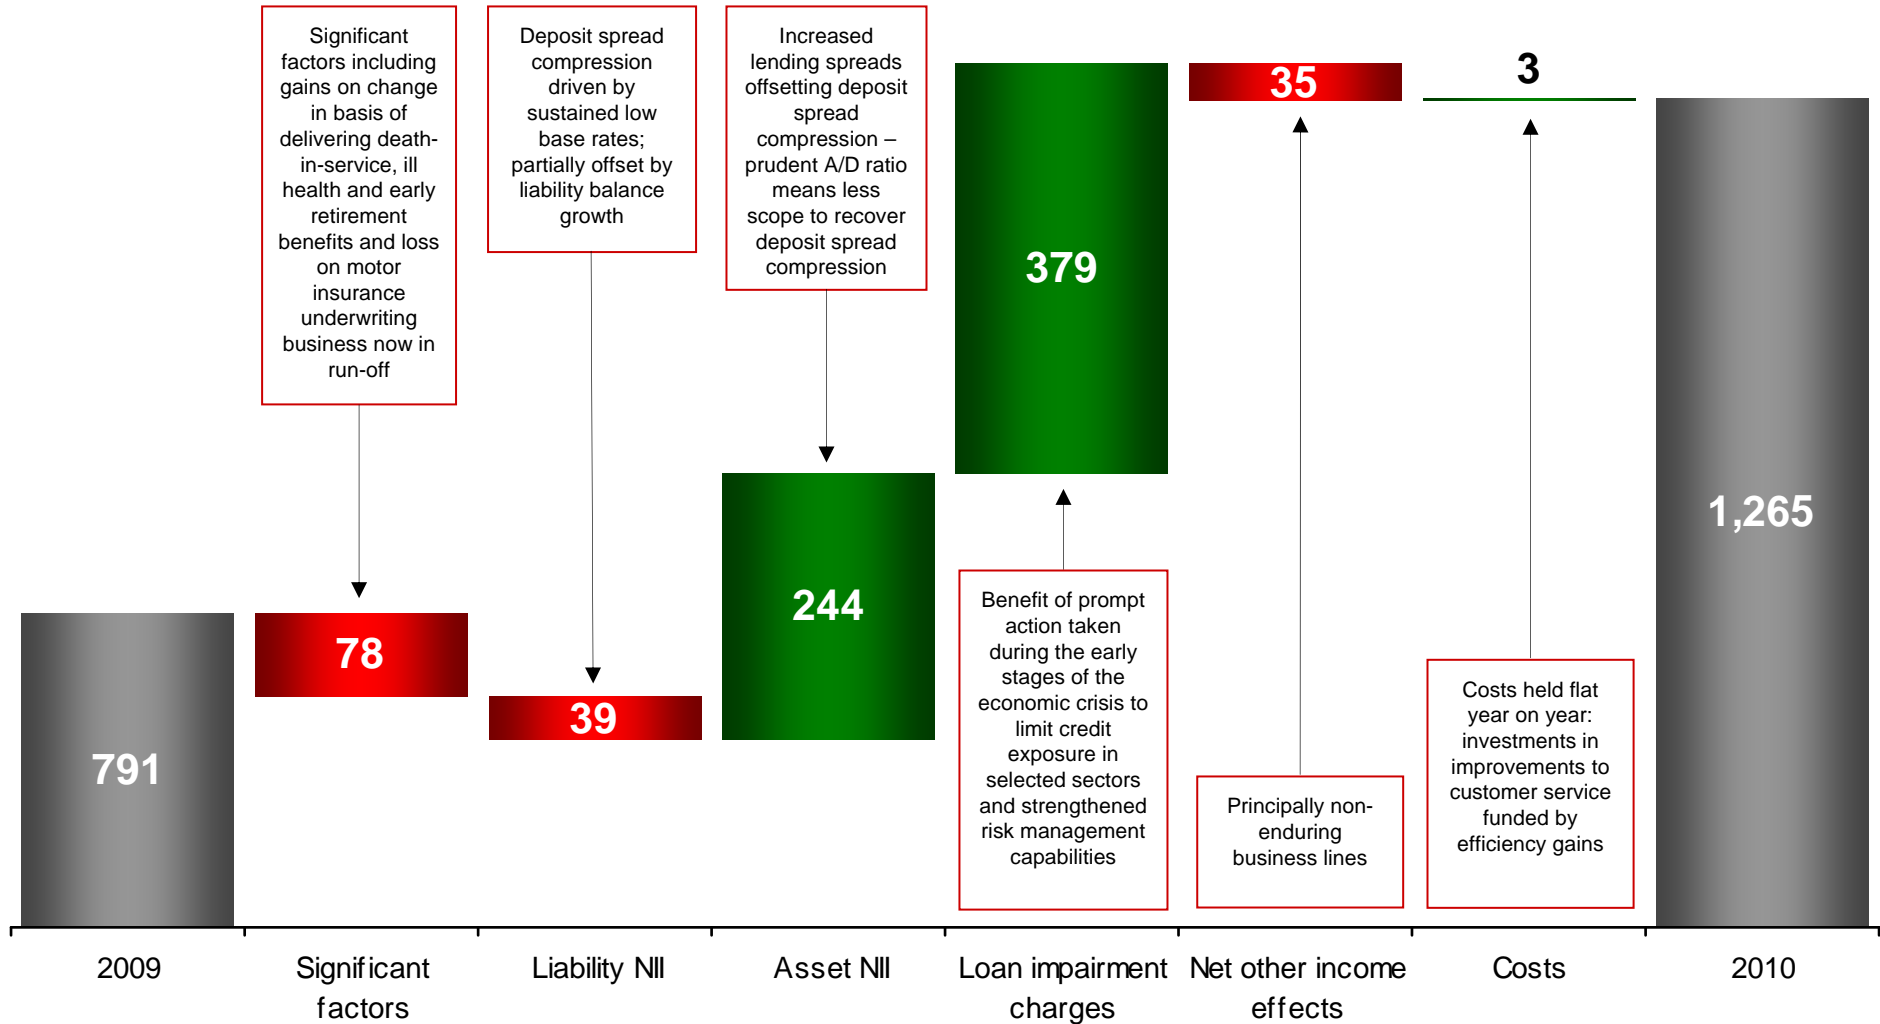 Significant
factors including
gains on change
in basis of
delivering death-
in-service, ill
health and early
retirement
benefits and loss
on motor
insurance
underwriting
business now in
run-off
Deposit spread
compression
driven by
sustained low
base rates;
partially offset by
liability balance
growth
Increased
lending spreads
offsetting deposit
spread
compression –
prudent A/D ratio
means less
scope to recover
deposit spread
compression
379
35
3
1,265
244
78
39
791
Benefit of prompt
action taken
during the early
stages of the
economic crisis to
limit credit
exposure in
selected sectors
and strengthened
risk management
capabilities
Principally non-
enduring
business lines
Costs held flat
year on year:
investments in
improvements to
customer service
funded by
efficiency gains
2009
Significant
factors
Liability NII
Asset NII
Loan impairment
charges
Net other income
effects
Costs
2010